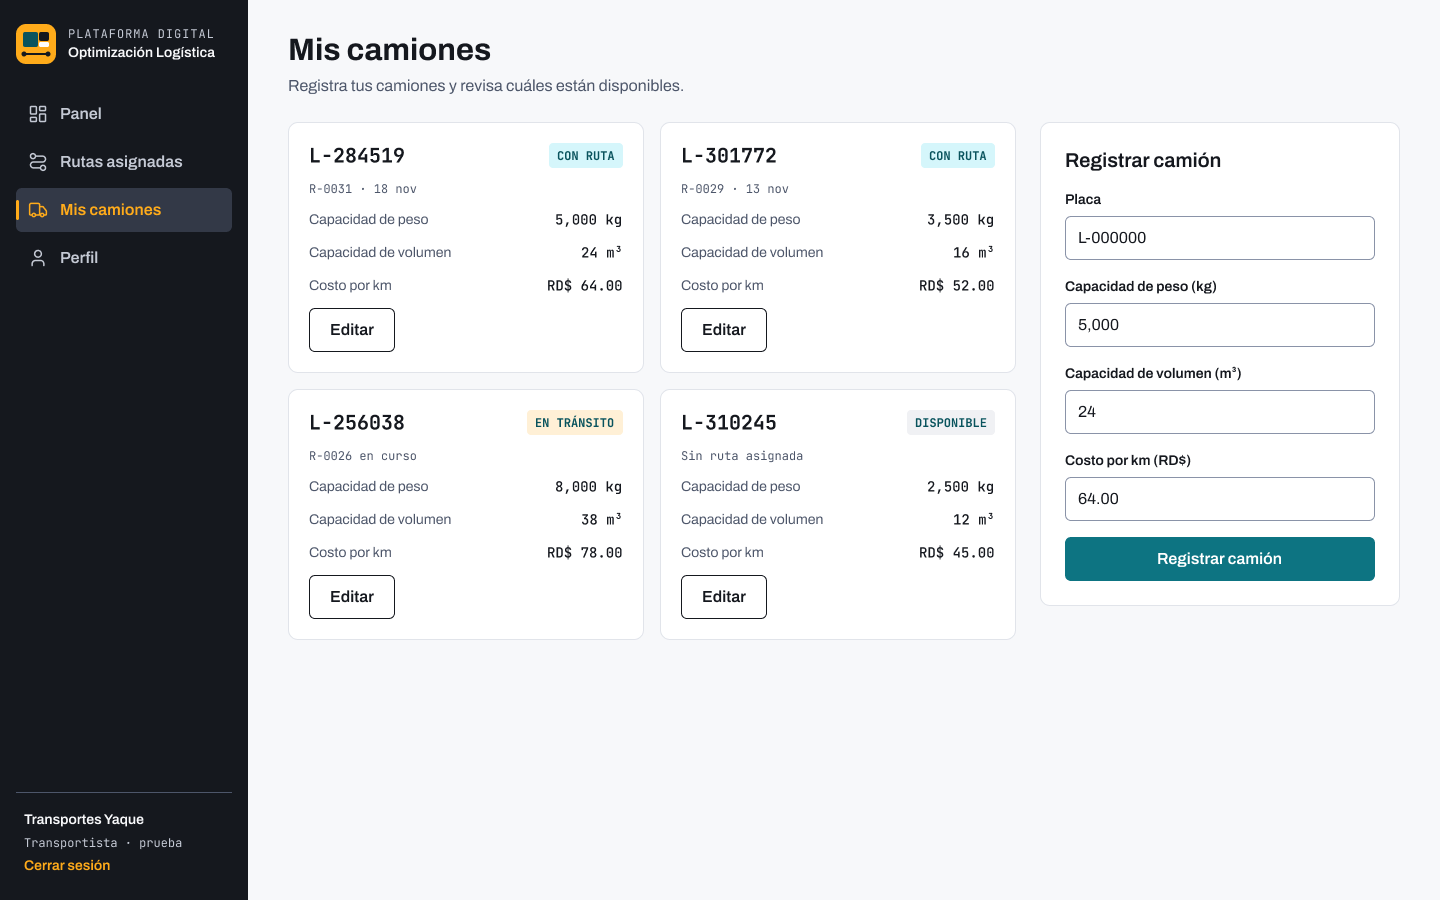 PLATAFORMA DIGITAL
Optimización Logística
Panel
Rutas asignadas
Mis camiones
Perfil
Transportes Yaque
Transportista · prueba
Cerrar sesión
Mis camiones
Registra tus camiones y revisa cuáles están disponibles.
L-284519 CON RUTA
R-0031 · 18 nov
Capacidad de peso 5,000 kg
Capacidad de volumen 24 m³
Costo por km RD$ 64.00
Editar
L-301772 CON RUTA
R-0029 · 13 nov
Capacidad de peso 3,500 kg
Capacidad de volumen 16 m³
Costo por km RD$ 52.00
Editar
L-256038 EN TRÁNSITO
R-0026 en curso
Capacidad de peso 8,000 kg
Capacidad de volumen 38 m³
Costo por km RD$ 78.00
Editar
L-310245 DISPONIBLE
Sin ruta asignada
Capacidad de peso 2,500 kg
Capacidad de volumen 12 m³
Costo por km RD$ 45.00
Editar
Registrar camión
Placa
L-000000
Capacidad de peso (kg)
5,000
Capacidad de volumen (m³)
24
Costo por km (RD$)
64.00
Registrar camión